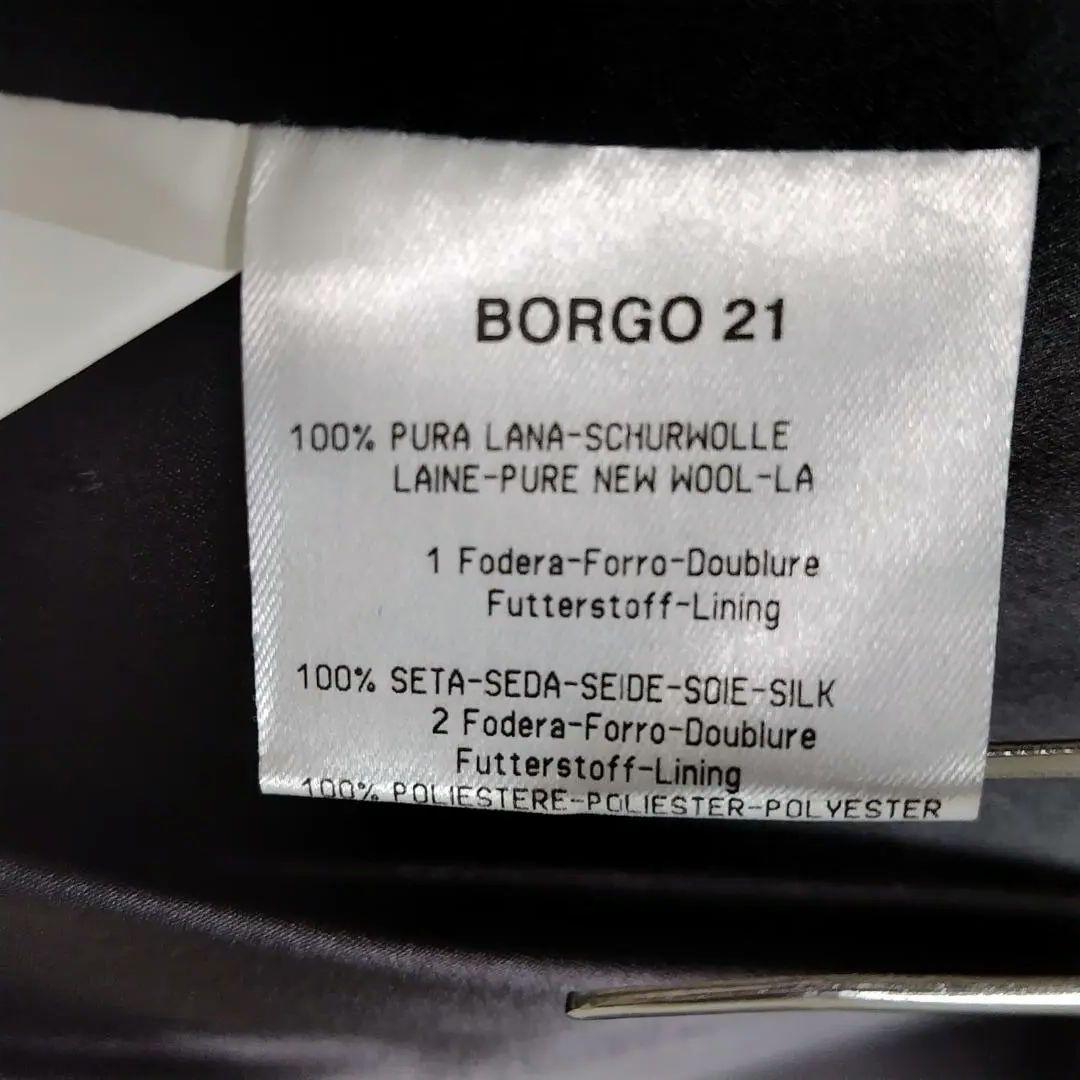 BORGO 21
100% PURA LANA-SCHURWOLLE
LAINE-PURE NEW WOOL-LA
1 Fodera-Forro-Doublure
Futterstoff-Lining
100% SETA-SEDA-SEIDE-SOIE-SILK
2 Fodera-Forro-Doublure
Futterstoff-Lining
100% POLIESTERE-POLIESTER-POLYESTER